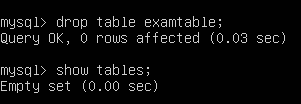 mysql> drop table examtable;
Query OK, 0 rows affected (0.03 sec)
mysql> show tables;
Empty set (0.00 sec)